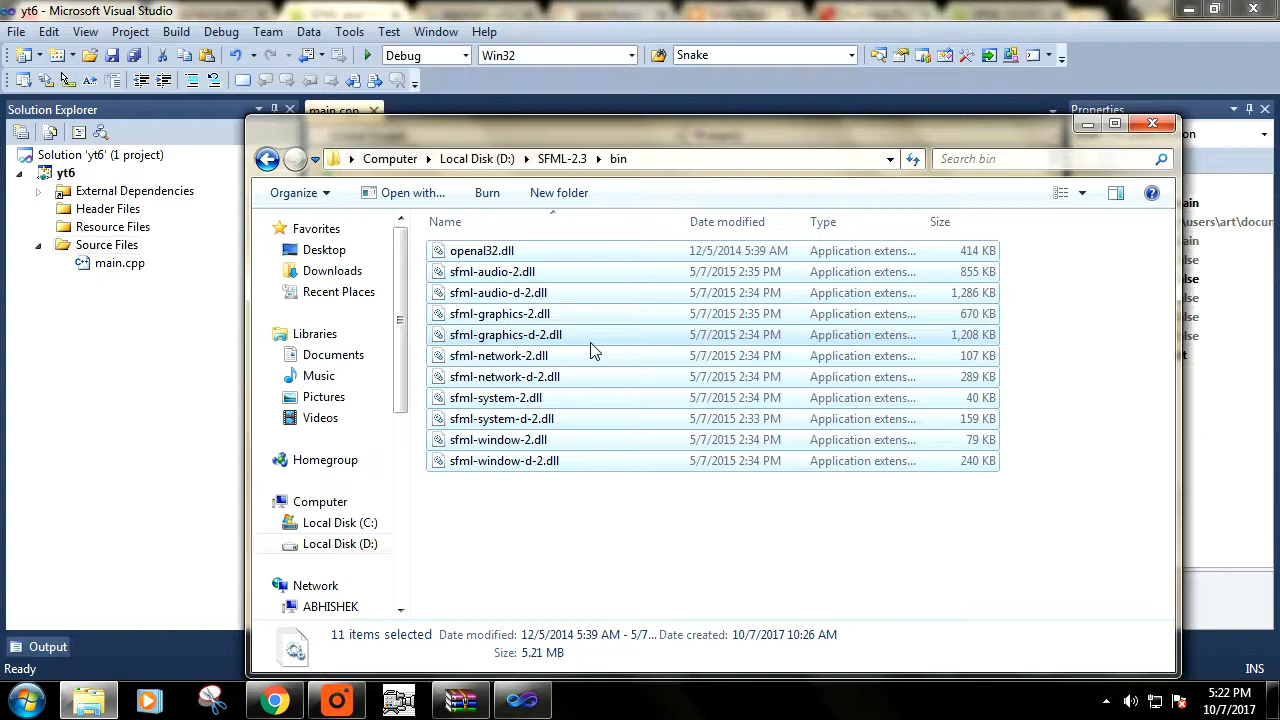 yt6 - Microsoft Visual Studio
File Edit View Project Build Debug Team Data Tools Test Window Help
Debug Win32 Snake
Solution Explorer main.cpp Properties
Solution 'yt6' (1 project)
yt6
External Dependencies
Header Files
Resource Files
Source Files
main.cpp
Output
Ready INS
Computer Local Disk (D:) SFML-2.3 bin Search bin
Organize Open with... Burn New folder
Favorites
Desktop
Downloads
Recent Places
Libraries
Documents
Music
Pictures
Videos
Homegroup
Computer
Local Disk (C:)
Local Disk (D:)
Network
ABHISHEK
Name Date modified Type Size
openal32.dll 12/5/2014 5:39 AM Application extens... 414 KB
sfml-audio-2.dll 5/7/2015 2:35 PM Application extens... 855 KB
sfml-audio-d-2.dll 5/7/2015 2:34 PM Application extens... 1,286 KB
sfml-graphics-2.dll 5/7/2015 2:35 PM Application extens... 670 KB
sfml-graphics-d-2.dll 5/7/2015 2:34 PM Application extens... 1,208 KB
sfml-network-2.dll 5/7/2015 2:34 PM Application extens... 107 KB
sfml-network-d-2.dll 5/7/2015 2:34 PM Application extens... 289 KB
sfml-system-2.dll 5/7/2015 2:34 PM Application extens... 40 KB
sfml-system-d-2.dll 5/7/2015 2:33 PM Application extens... 159 KB
sfml-window-2.dll 5/7/2015 2:34 PM Application extens... 79 KB
sfml-window-d-2.dll 5/7/2015 2:34 PM Application extens... 240 KB
11 items selected Date modified: 12/5/2014 5:39 AM - 5/7... Date created: 10/7/2017 10:26 AM
Size: 5.21 MB
5:22 PM
10/7/2017